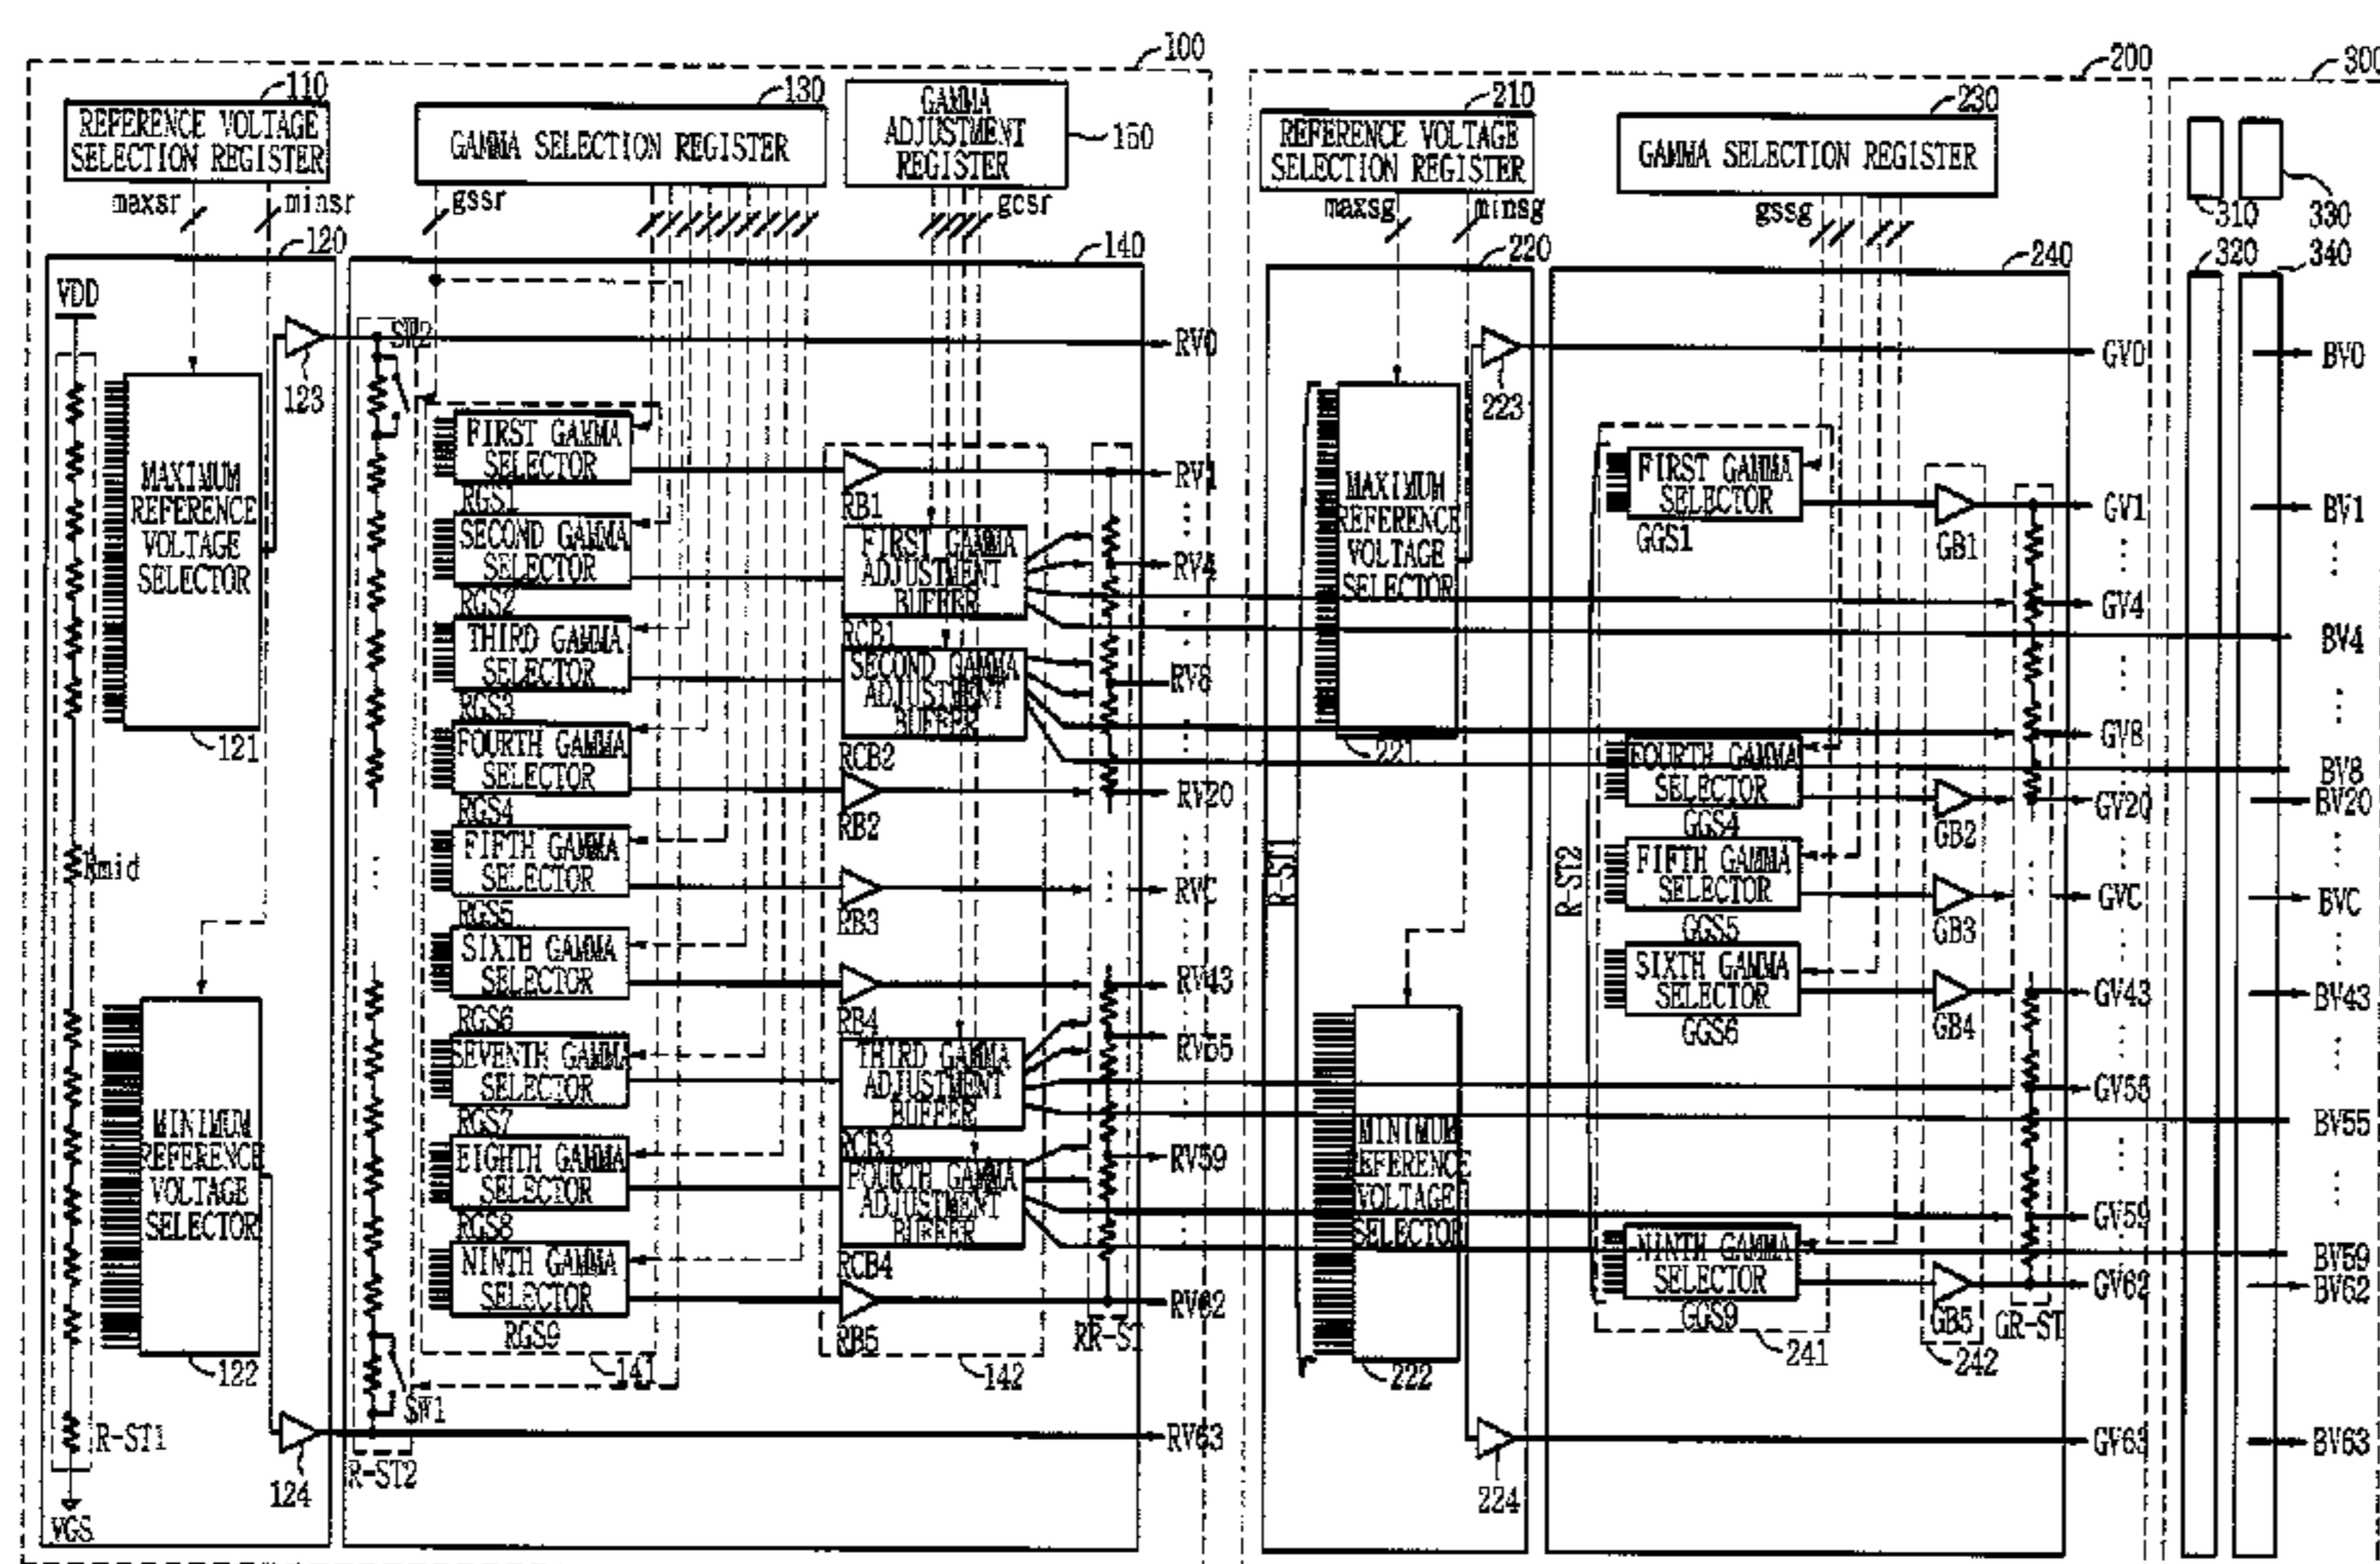 100
200
300
110
REFERENCE VOLTAGE
SELECTION REGISTER
130
GAMMA SELECTION REGISTER
GAMMA
ADJUSTMENT
REGISTER
150
210
REFERENCE VOLTAGE
SELECTION REGISTER
230
GAMMA SELECTION REGISTER
310
330
maxsr
minsr
gssr
gcsr
maxsg
minsg
gssg
120
140
220
240
320
340
VDD
123
SW2
RV0
223
GV0
BV0
MAXIMUM
REFERENCE
VOLTAGE
SELECTOR
121
FIRST GAMMA
SELECTOR
RGS1
SECOND GAMMA
SELECTOR
RGS2
THIRD GAMMA
SELECTOR
RGS3
FOURTH GAMMA
SELECTOR
RGS4
FIFTH GAMMA
SELECTOR
RGS5
SIXTH GAMMA
SELECTOR
RGS6
SEVENTH GAMMA
SELECTOR
RGS7
EIGHTH GAMMA
SELECTOR
RGS8
NINTH GAMMA
SELECTOR
RGS9
141
RB1
FIRST GAMMA
ADJUSTMENT
BUFFER
RCB1
SECOND GAMMA
ADJUSTMENT
BUFFER
RCB2
RB2
RB3
RB4
THIRD GAMMA
ADJUSTMENT
BUFFER
RCB3
FOURTH GAMMA
ADJUSTMENT
BUFFER
RCB4
RB5
142
RR-ST
RV1
RV4
RV8
RV20
RVC
RV43
RV55
RV59
RV62
RV63
Rmid
MINIMUM
REFERENCE
VOLTAGE
SELECTOR
122
R-ST1
VGS
124
R-ST2
SW1
MAXIMUM
REFERENCE
VOLTAGE
SELECTOR
221
R-ST1
MINIMUM
REFERENCE
VOLTAGE
SELECTOR
222
224
R-ST2
FIRST GAMMA
SELECTOR
GGS1
FOURTH GAMMA
SELECTOR
GGS4
FIFTH GAMMA
SELECTOR
GGS5
SIXTH GAMMA
SELECTOR
GGS6
NINTH GAMMA
SELECTOR
GGS9
241
GB1
GB2
GB3
GB4
GB5
242
GR-ST
GV1
GV4
GV8
GV20
GVC
GV43
GV55
GV59
GV62
GV63
BV1
BV4
BV8
BV20
BVC
BV43
BV55
BV59
BV62
BV63